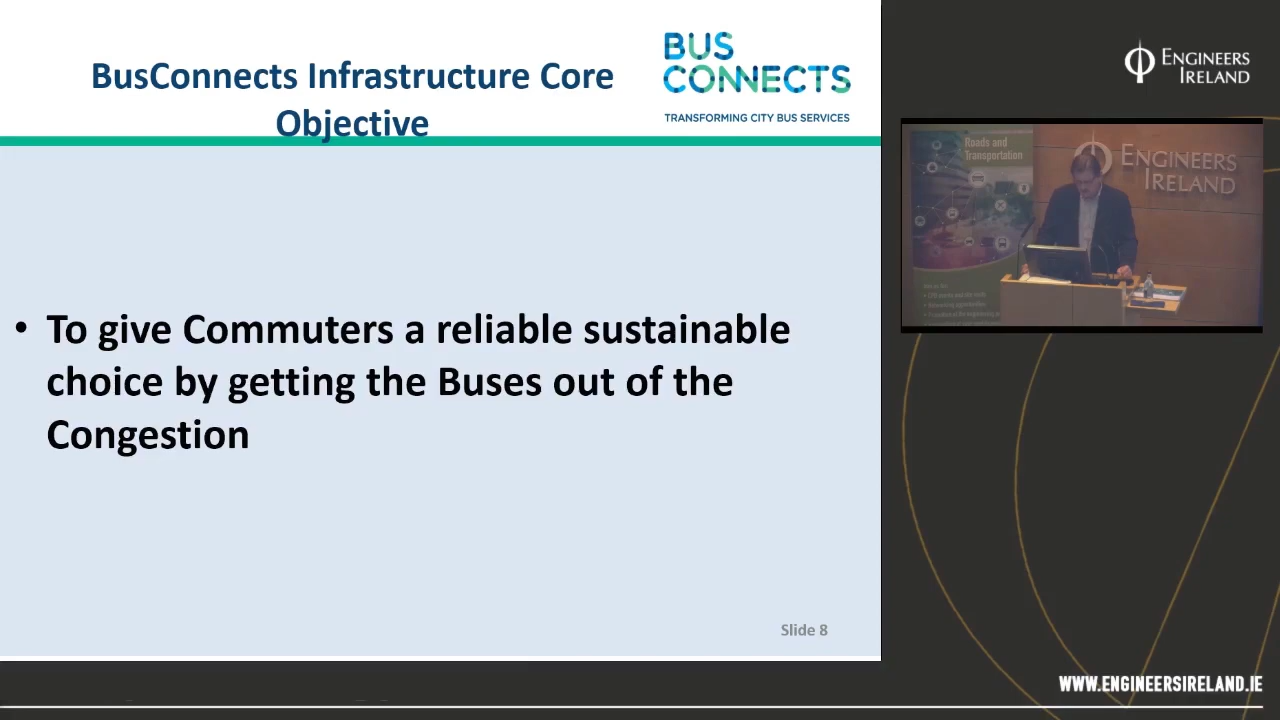 BusConnects Infrastructure Core
Objective
BUS
CONNECTS
TRANSFORMING CITY BUS SERVICES
• To give Commuters a reliable sustainable
choice by getting the Buses out of the
Congestion
Slide 8
ENGINEERS
IRELAND
Roads and
Transportation
ENGINEERS
IRELAND
WWW.ENGINEERSIRELAND.IE